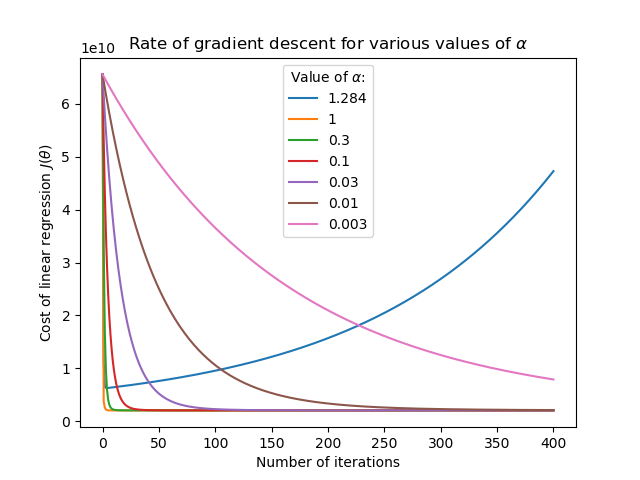 Rate of gradient descent for various values of α
1e10
Value of α:
1.284
1
0.3
0.1
0.03
0.01
0.003
Cost of linear regression J(θ)
6
5
4
3
2
1
0
0 50 100 150 200 250 300 350 400
Number of iterations